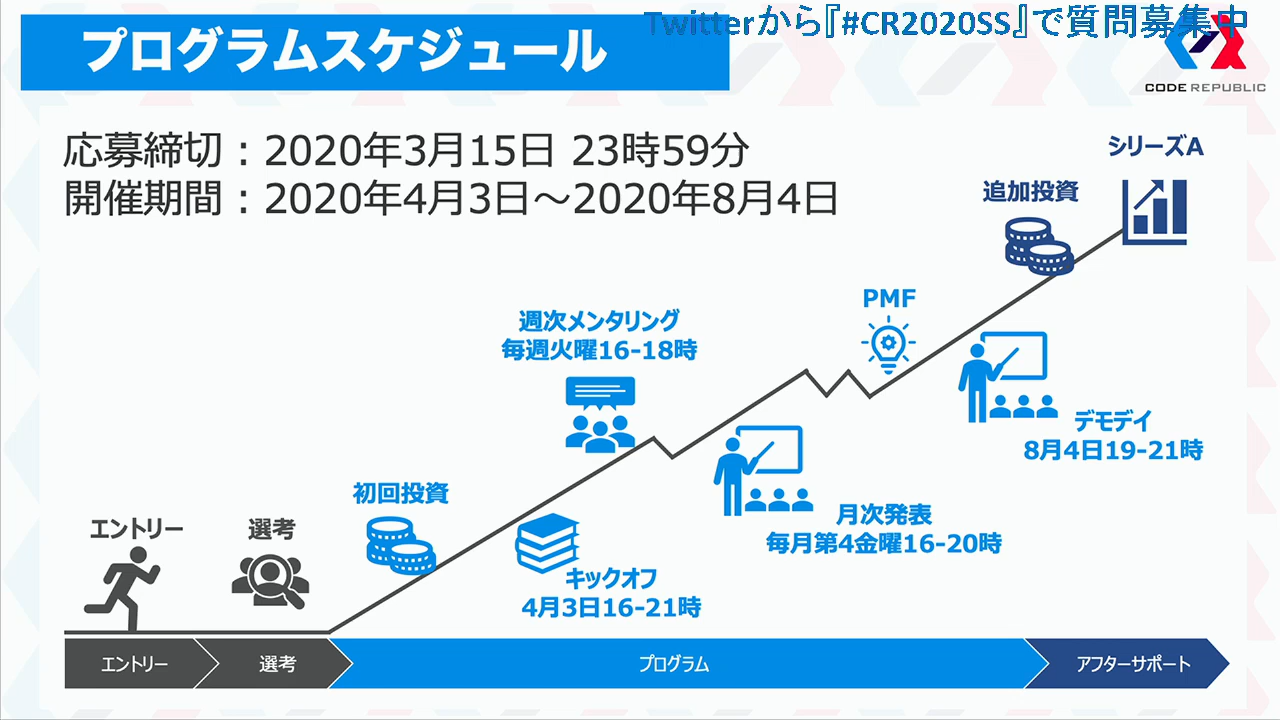 Twitterから『#CR2020SS』で質問募集中
プログラムスケジュール
CODE REPUBLIC
応募締切：2020年3月15日 23時59分
開催期間：2020年4月3日～2020年8月4日
シリーズA
追加投資
PMF
週次メンタリング
毎週火曜16-18時
デモデイ
8月4日19-21時
初回投資
月次発表
毎月第4金曜16-20時
エントリー
選考
キックオフ
4月3日16-21時
エントリー
選考
プログラム
アフターサポート